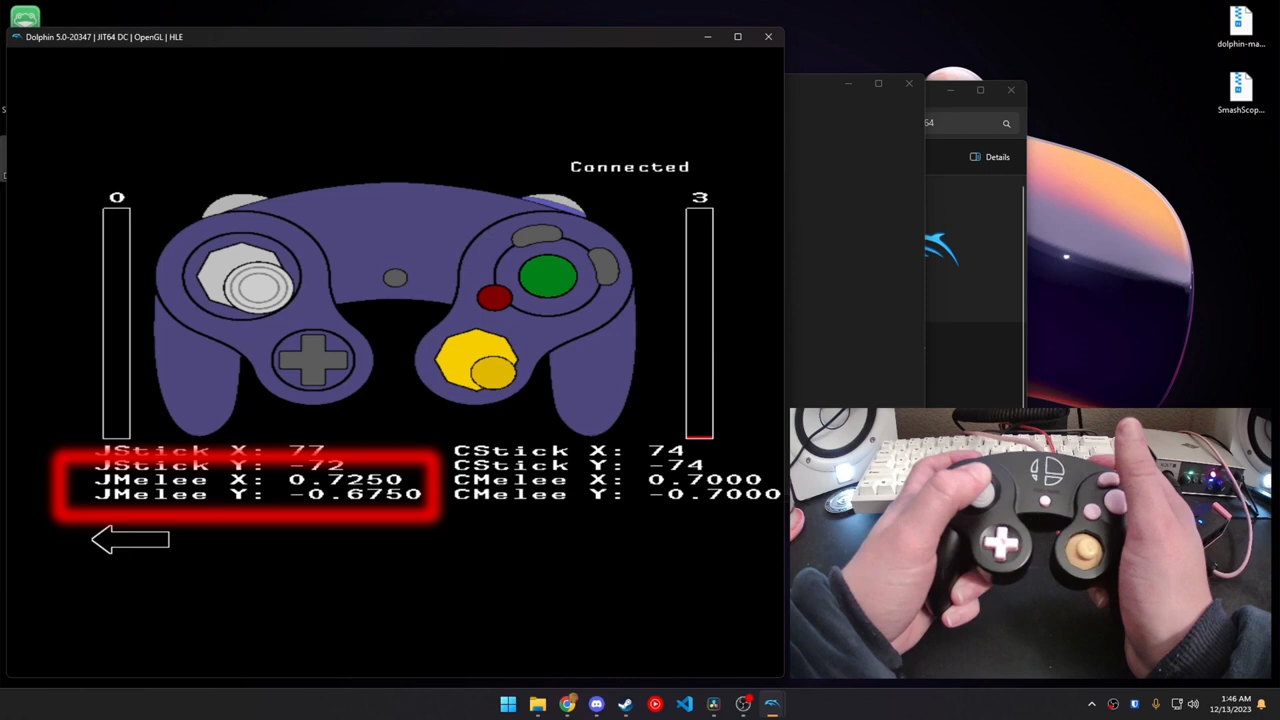 Dolphin 5.0-20347 | JIT64 DC | OpenGL | HLE
dolphin-ma...
SmashScop...
64
Details
Connected
0
3
JStick X: 77
JStick Y: -72
JMelee X: 0.7250
JMelee Y: -0.6750
CStick X: 74
CStick Y: -74
CMelee X: 0.7000
CMelee Y: -0.7000
1:46 AM
12/13/2023